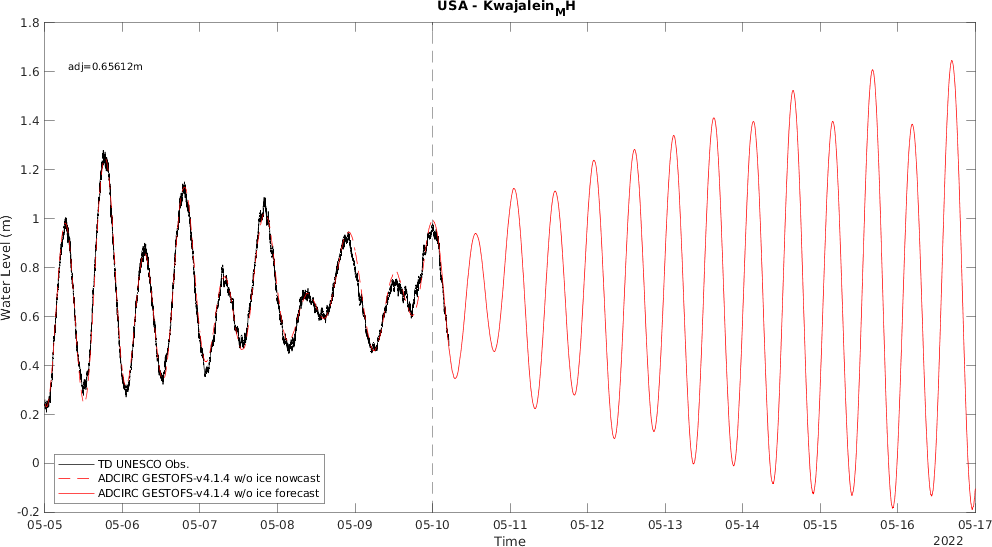 USA - Kwajalein_MH
1.8
1.6
1.4
1.2
1
0.8
0.6
0.4
0.2
0
-0.2
Water Level (m)
adj=0.65612m
TD UNESCO Obs.
ADCIRC GESTOFS-v4.1.4 w/o ice nowcast
ADCIRC GESTOFS-v4.1.4 w/o ice forecast
05-05 05-06 05-07 05-08 05-09 05-10 05-11 05-12 05-13 05-14 05-15 05-16 05-17
Time
2022